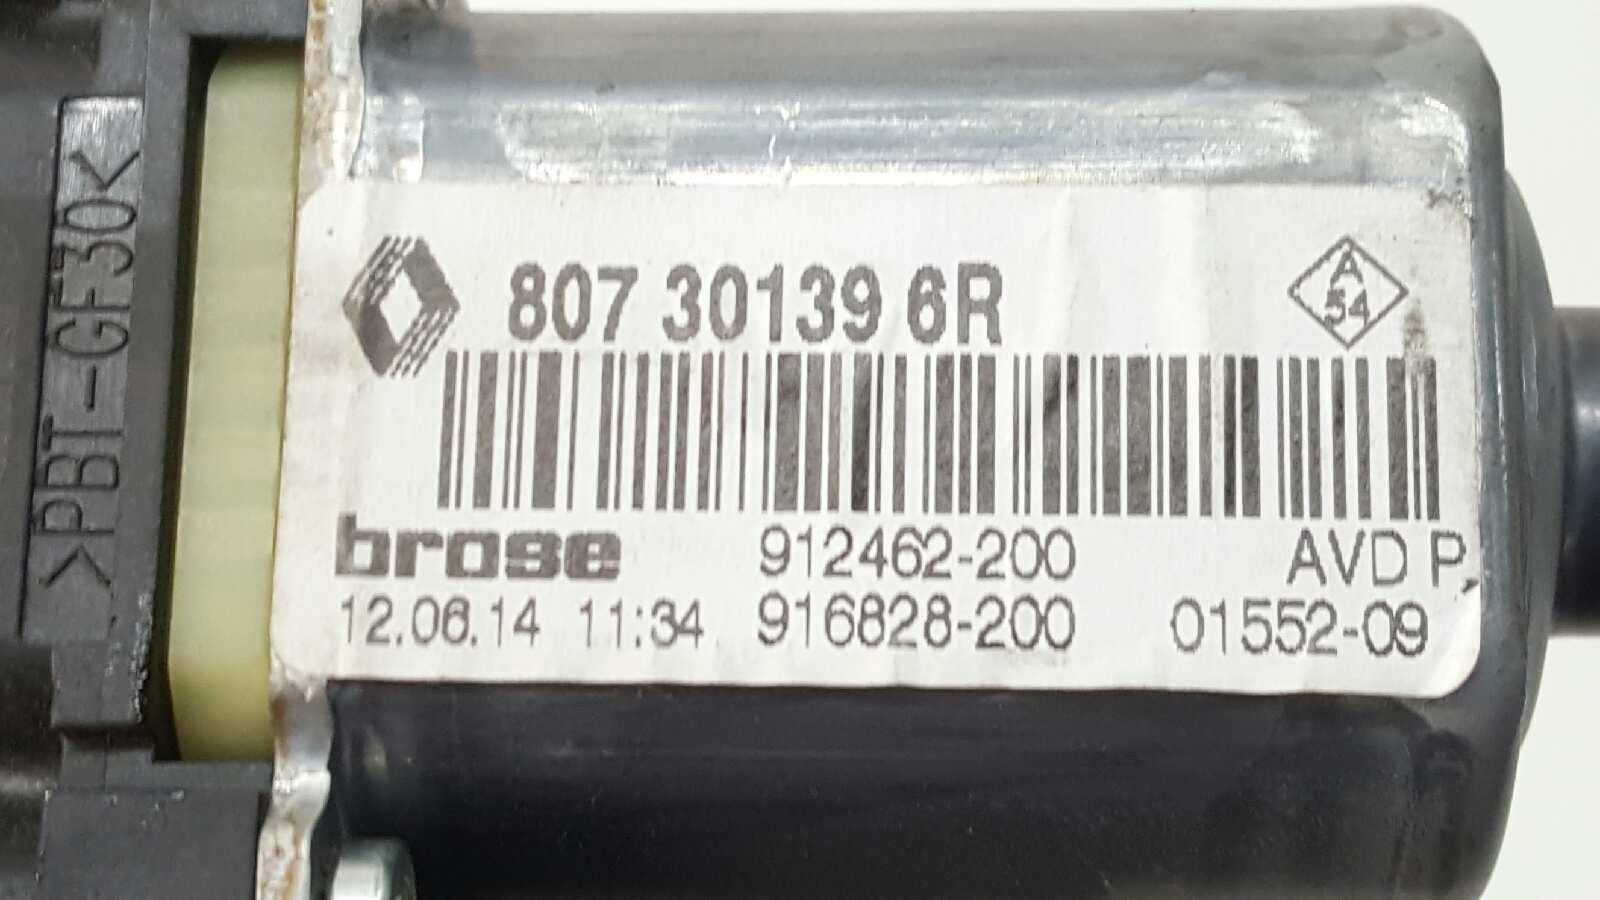 >PBT-GF30<
807 30139 6R
A
54
brose 912462-200 AVD P,
12.06.14 11:34 916828-200 01552-09